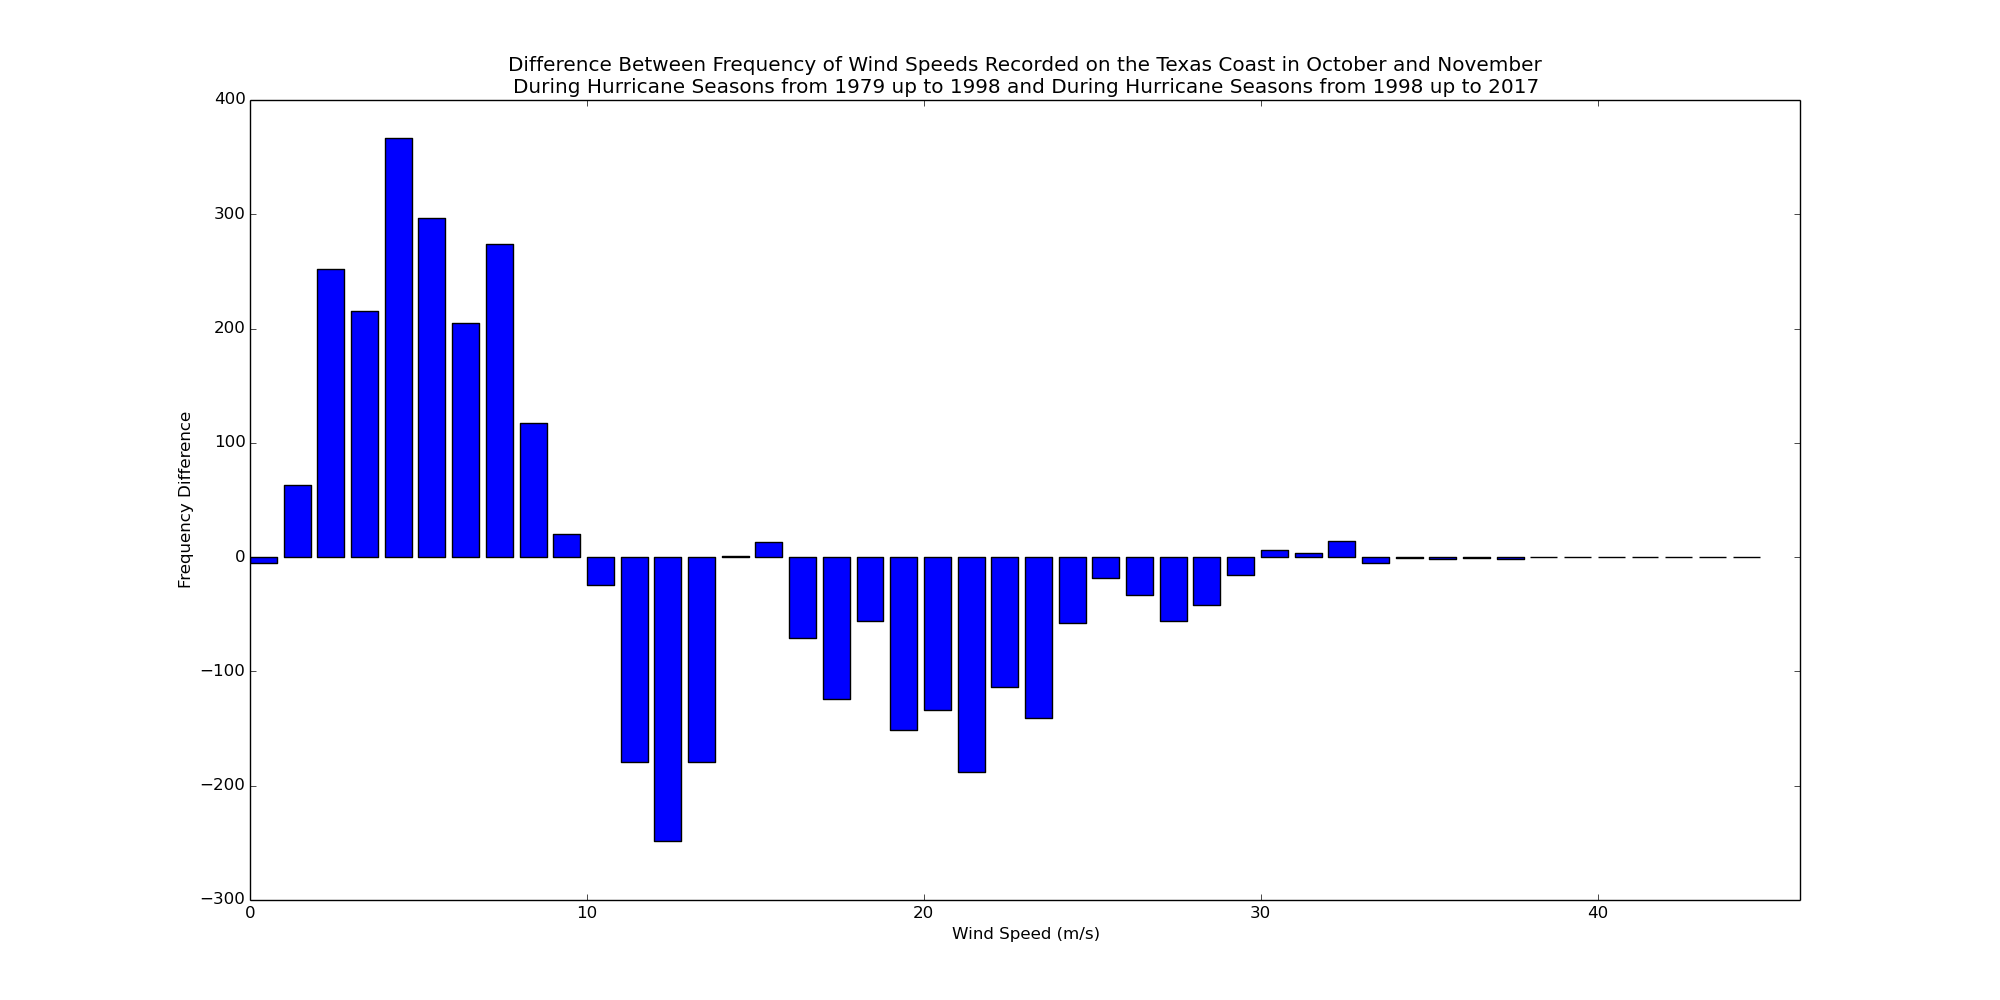 Difference Between Frequency of Wind Speeds Recorded on the Texas Coast in October and November
During Hurricane Seasons from 1979 up to 1998 and During Hurricane Seasons from 1998 up to 2017
400
300
200
100
0
−100
−200
−300
Frequency Difference
0 10 20 30 40
Wind Speed (m/s)